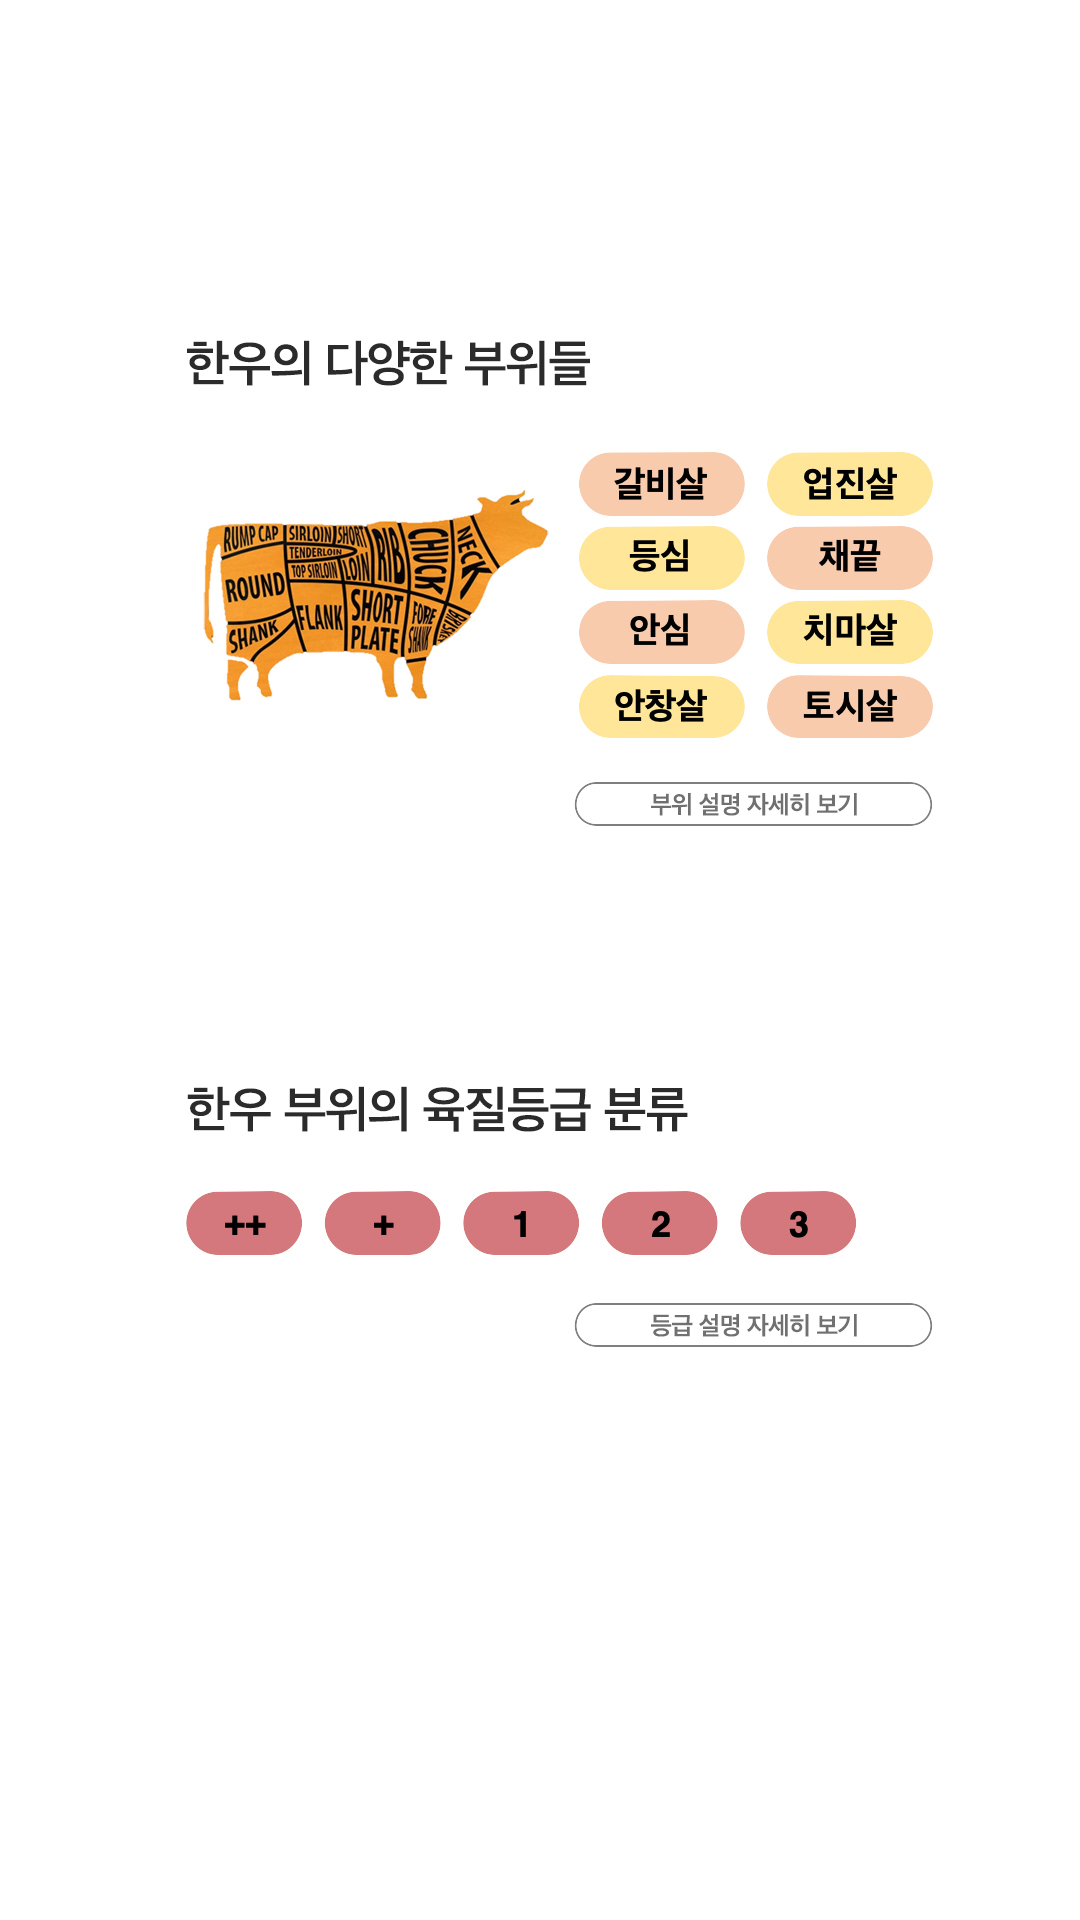 한우의 다양한 부위들
RUMP CAP
SIRLOIN
SHORT LOIN
TENDERLOIN
TOP SIRLOIN
RIB
CHUCK
NECK
ROUND
SHANK
FLANK
SHORT PLATE
FORE SHANK
갈비살 업진살
등심 채끝
안심 치마살
안창살 토시살
부위 설명 자세히 보기
한우 부위의 육질등급 분류
++ + 1 2 3
등급 설명 자세히 보기